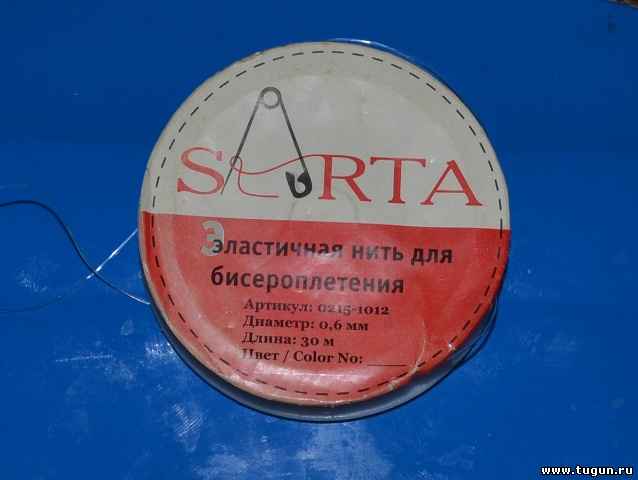 SARTA
Эластичная нить для
бисероплетения
Артикул: 0215-1012
Диаметр: 0,6 мм
Длина: 30 м
Цвет / Color No:
www.tugun.ru